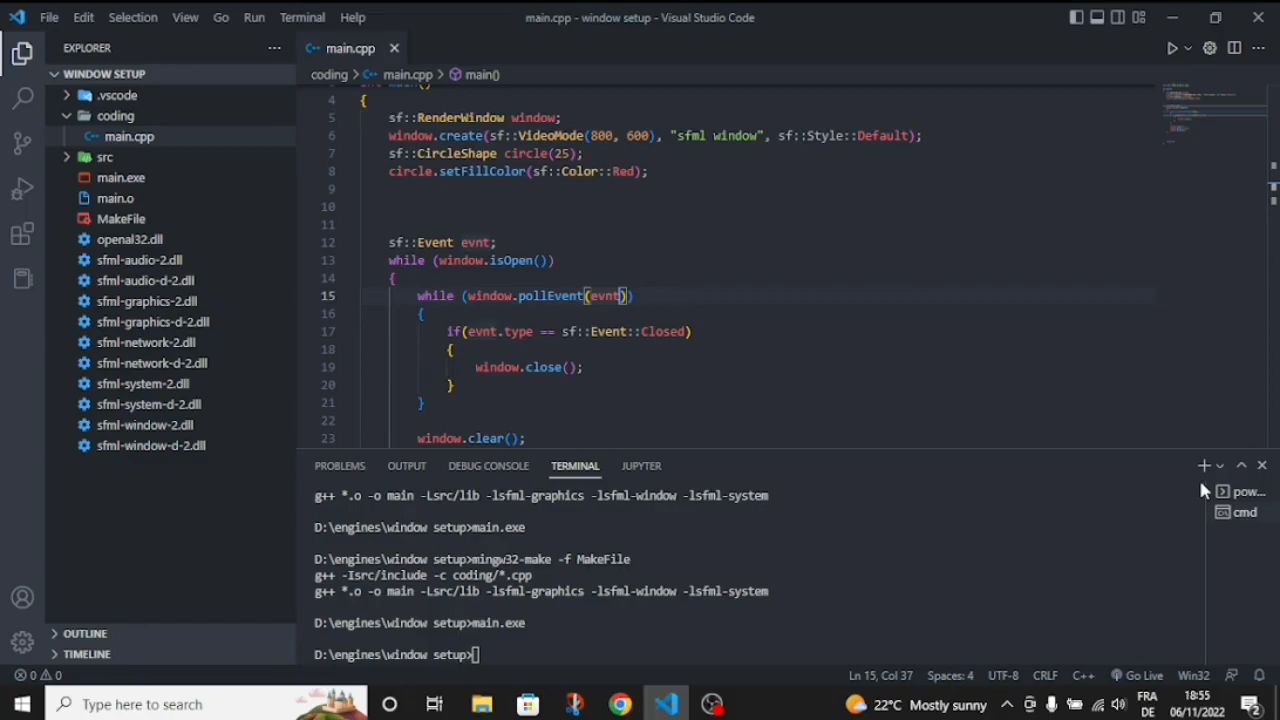 File Edit Selection View Go Run Terminal Help main.cpp - window setup - Visual Studio Code
EXPLORER
WINDOW SETUP
.vscode
coding
main.cpp
src
main.exe
main.o
MakeFile
openal32.dll
sfml-audio-2.dll
sfml-audio-d-2.dll
sfml-graphics-2.dll
sfml-graphics-d-2.dll
sfml-network-2.dll
sfml-network-d-2.dll
sfml-system-2.dll
sfml-system-d-2.dll
sfml-window-2.dll
sfml-window-d-2.dll
OUTLINE
TIMELINE
main.cpp
coding > main.cpp > main()
4 {
5 sf::RenderWindow window;
6 window.create(sf::VideoMode(800, 600), "sfml window", sf::Style::Default);
7 sf::CircleShape circle(25);
8 circle.setFillColor(sf::Color::Red);
9
10
11
12 sf::Event evnt;
13 while (window.isOpen())
14 {
15 while (window.pollEvent(evnt))
16 {
17 if(evnt.type == sf::Event::Closed)
18 {
19 window.close();
20 }
21 }
22
23 window.clear();
PROBLEMS OUTPUT DEBUG CONSOLE TERMINAL JUPYTER
g++ *.o -o main -Lsrc/lib -lsfml-graphics -lsfml-window -lsfml-system
D:\engines\window setup>main.exe
D:\engines\window setup>mingw32-make -f MakeFile
g++ -Isrc/include -c coding/*.cpp
g++ *.o -o main -Lsrc/lib -lsfml-graphics -lsfml-window -lsfml-system
D:\engines\window setup>main.exe
D:\engines\window setup>
pow...
cmd
0 0 Ln 15, Col 37 Spaces: 4 UTF-8 CRLF C++ Go Live Win32
Type here to search 22°C Mostly sunny FRA DE 18:55 06/11/2022 2